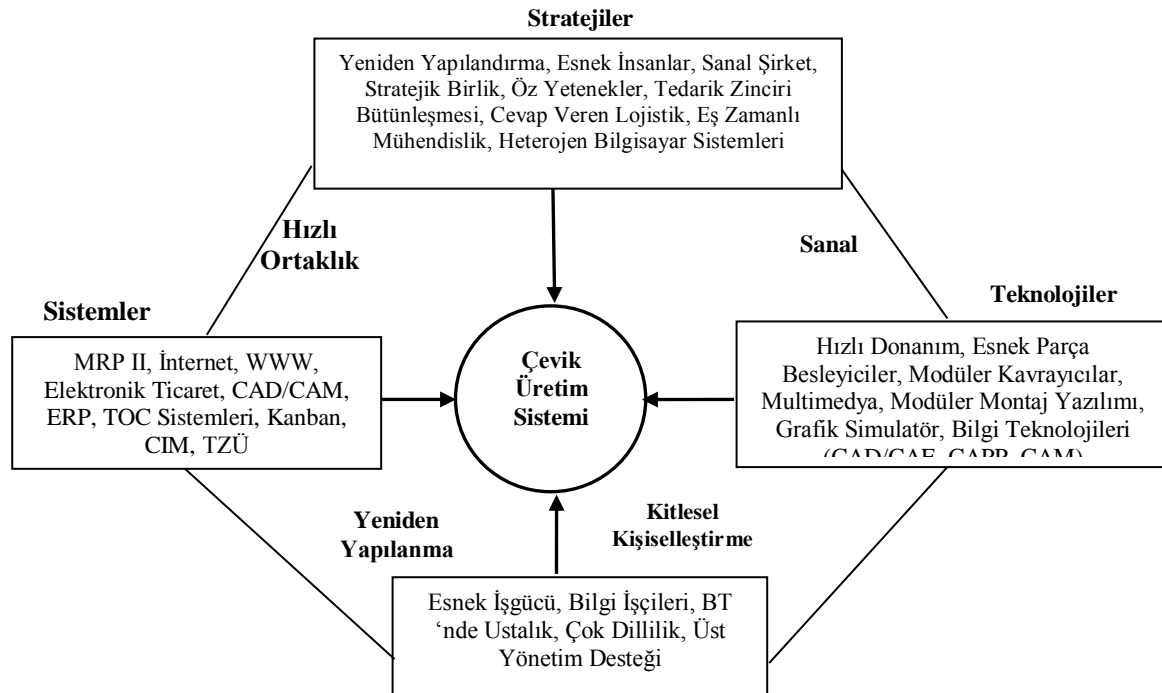 Stratejiler
Yeniden Yapılandırma, Esnek İnsanlar, Sanal Şirket,
Stratejik Birlik, Öz Yetenekler, Tedarik Zinciri
Bütünleşmesi, Cevap Veren Lojistik, Eş Zamanlı
Mühendislik, Heterojen Bilgisayar Sistemleri
Hızlı
Ortaklık
Sanal
Sistemler
MRP II, İnternet, WWW,
Elektronik Ticaret, CAD/CAM,
ERP, TOC Sistemleri, Kanban,
CIM, TZÜ
Çevik
Üretim
Sistemi
Teknolojiler
Hızlı Donanım, Esnek Parça
Besleyiciler, Modüler Kavrayıcılar,
Multimedya, Modüler Montaj Yazılımı,
Grafik Simulatör, Bilgi Teknolojileri
(CAD/CAE, CAPP, CAM)
Yeniden
Yapılanma
Kitlesel
Kişiselleştirme
Esnek İşgücü, Bilgi İşçileri, BT
‘nde Ustalık, Çok Dillilik, Üst
Yönetim Desteği